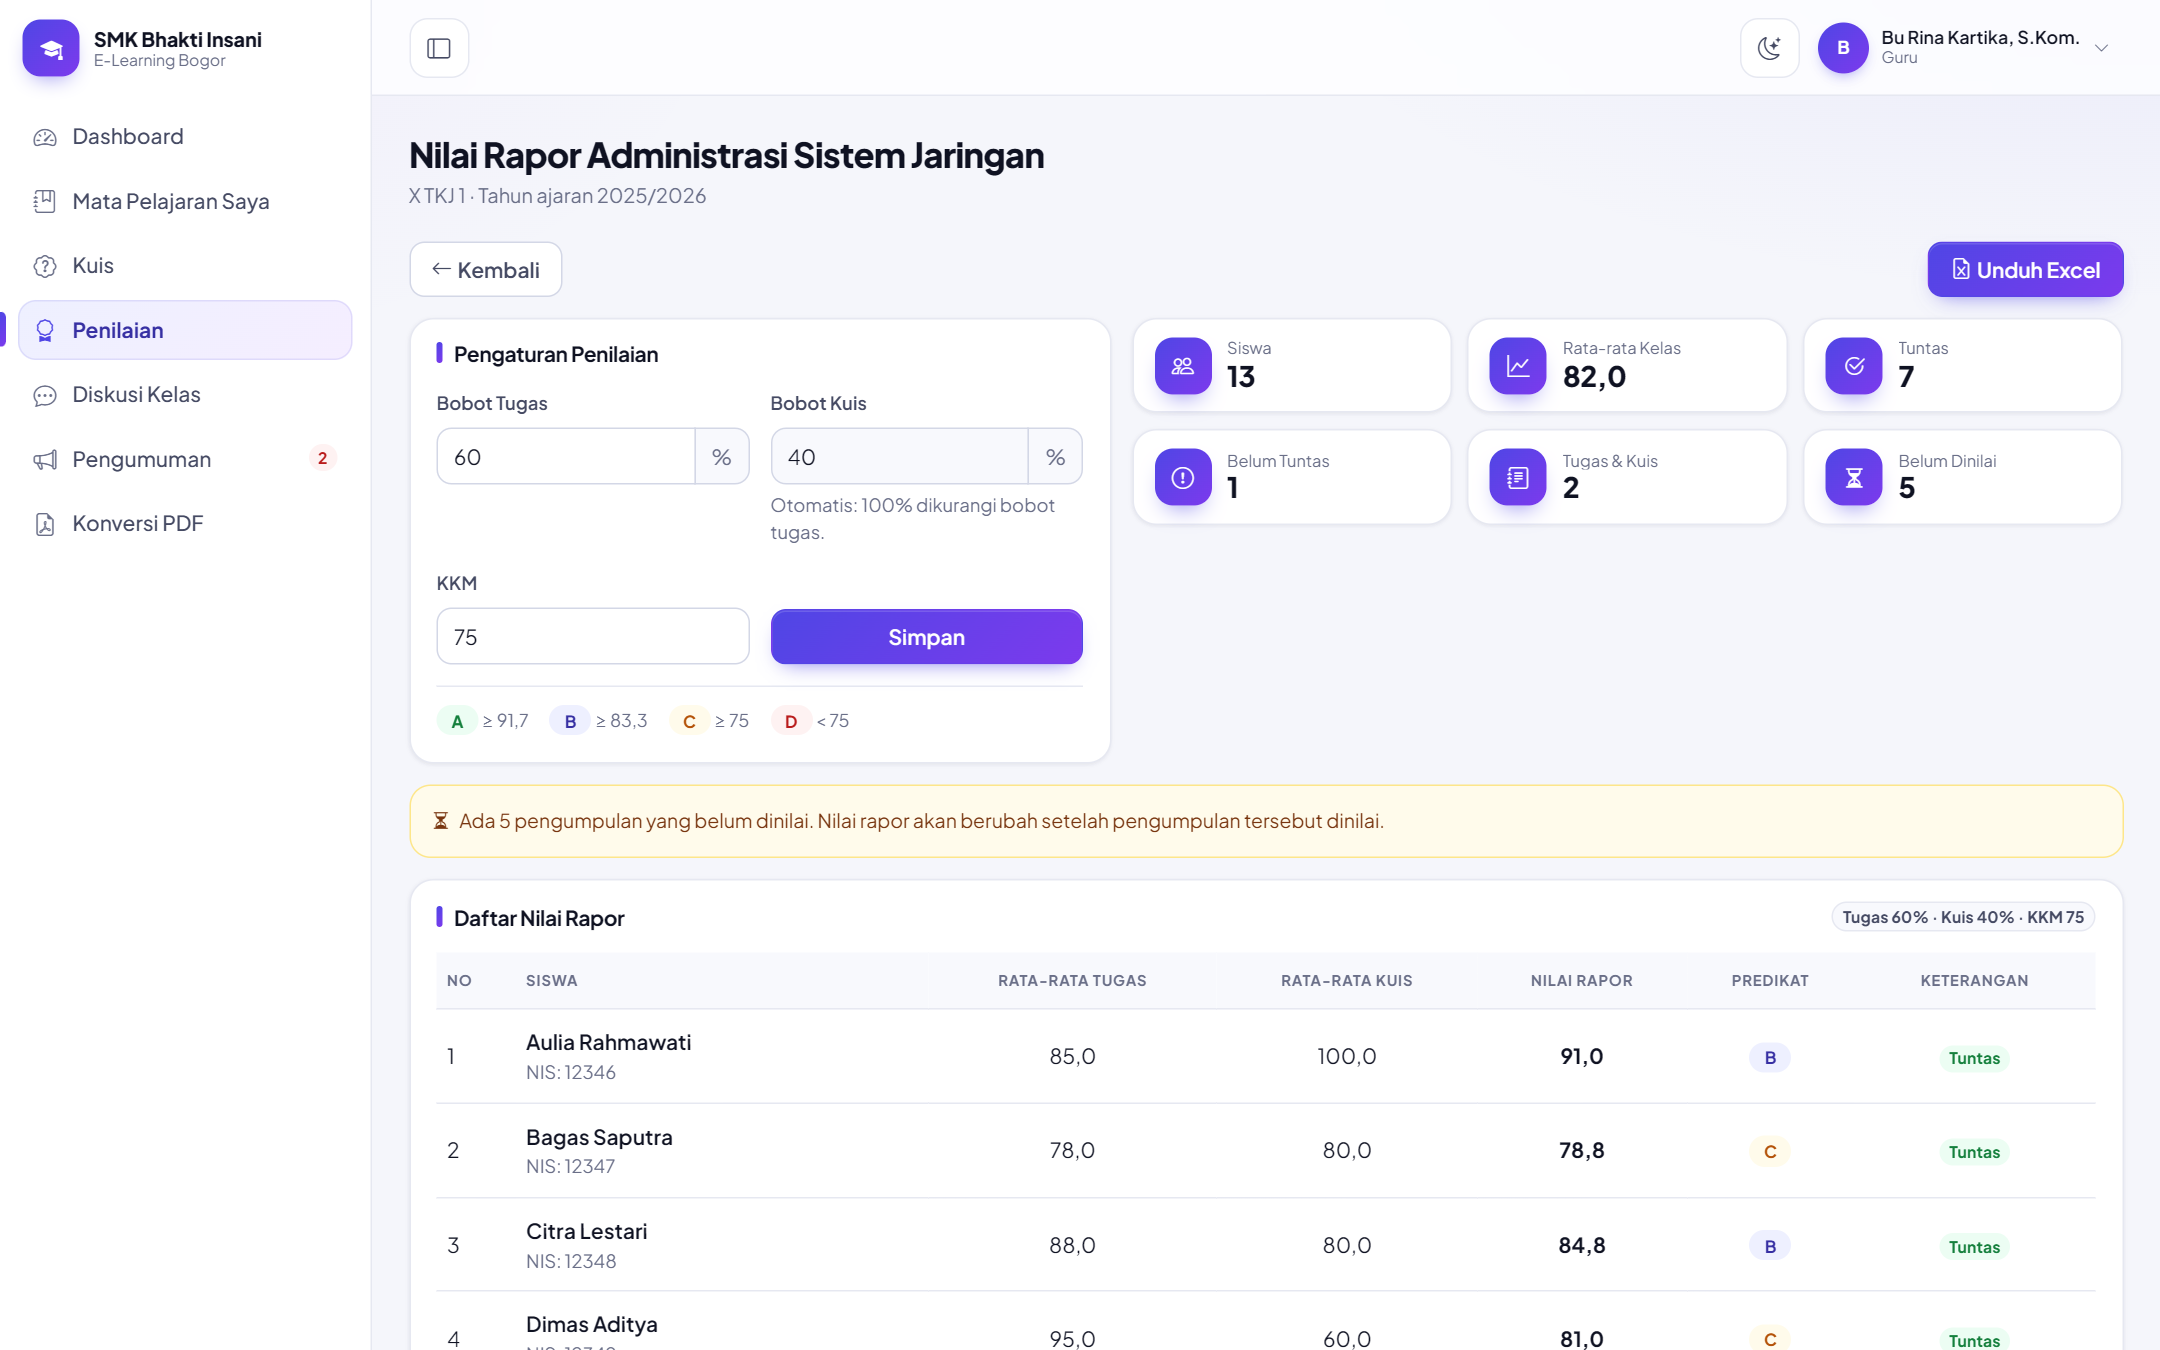 SMK Bhakti Insani
E-Learning Bogor
Dashboard
Mata Pelajaran Saya
Kuis
Penilaian
Diskusi Kelas
Pengumuman 2
Konversi PDF
B
Bu Rina Kartika, S.Kom.
Guru
Nilai Rapor Administrasi Sistem Jaringan
X TKJ 1 · Tahun ajaran 2025/2026
← Kembali
Unduh Excel
Pengaturan Penilaian
Bobot Tugas
60 %
Bobot Kuis
40 %
Otomatis: 100% dikurangi bobot
tugas.
KKM
75
Simpan
A ≥ 91,7 B ≥ 83,3 C ≥ 75 D < 75
Siswa
13
Rata-rata Kelas
82,0
Tuntas
7
Belum Tuntas
1
Tugas & Kuis
2
Belum Dinilai
5
Ada 5 pengumpulan yang belum dinilai. Nilai rapor akan berubah setelah pengumpulan tersebut dinilai.
Daftar Nilai Rapor
Tugas 60% · Kuis 40% · KKM 75
NO SISWA RATA-RATA TUGAS RATA-RATA KUIS NILAI RAPOR PREDIKAT KETERANGAN
1 Aulia Rahmawati 85,0 100,0 91,0 B Tuntas
NIS: 12346
2 Bagas Saputra 78,0 80,0 78,8 C Tuntas
NIS: 12347
3 Citra Lestari 88,0 80,0 84,8 B Tuntas
NIS: 12348
4 Dimas Aditya 95,0 60,0 81,0 C Tuntas